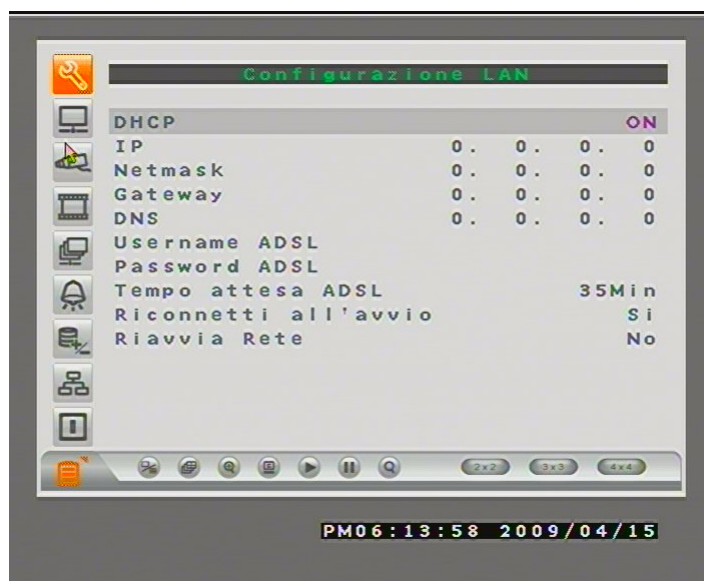 Configurazione LAN
DHCP ON
IP 0. 0. 0. 0
Netmask 0. 0. 0. 0
Gateway 0. 0. 0. 0
DNS 0. 0. 0. 0
Username ADSL
Password ADSL
Tempo attesa ADSL 35Min
Riconnetti all'avvio Si
Riavvia Rete No
2x2 3x3 4x4
PM06:13:58 2009/04/15